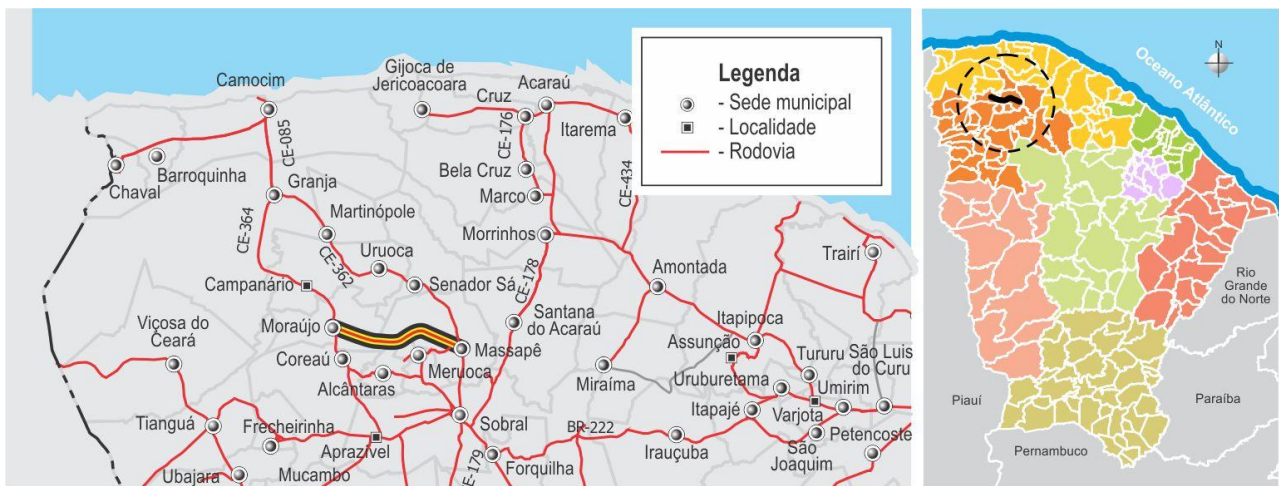 Camocim
Gijoca de
Jericoacoara
Cruz
Acaraú
Itarema
CE-085
CE-176
CE-434
Chaval
Barroquinha
Granja
Bela Cruz
Marco
Martinópole
Morrinhos
CE-364
CE-362
CE-178
Uruoca
Senador Sá
Campanário
Amontada
Trairí
Moraújo
Viçosa do
Ceará
Coreaú
Massapê
Meruoca
Alcântaras
Santana
do Acaraú
Itapipoca
Assunção
Miraíma
Uruburetama
Tururu
São Luis
do Curu
Umirim
Tianguá
Frecheirinha
Sobral
BR-222
Itapajé
Varjota
Aprazível
Ubajara
Mucambo
CE-179
Forquilha
Irauçuba
São
Joaquim
Petencoste
Legenda
- Sede municipal
- Localidade
- Rodovia
N
Oceano Atlântico
Rio
Grande
do Norte
Piauí
Paraíba
Pernambuco